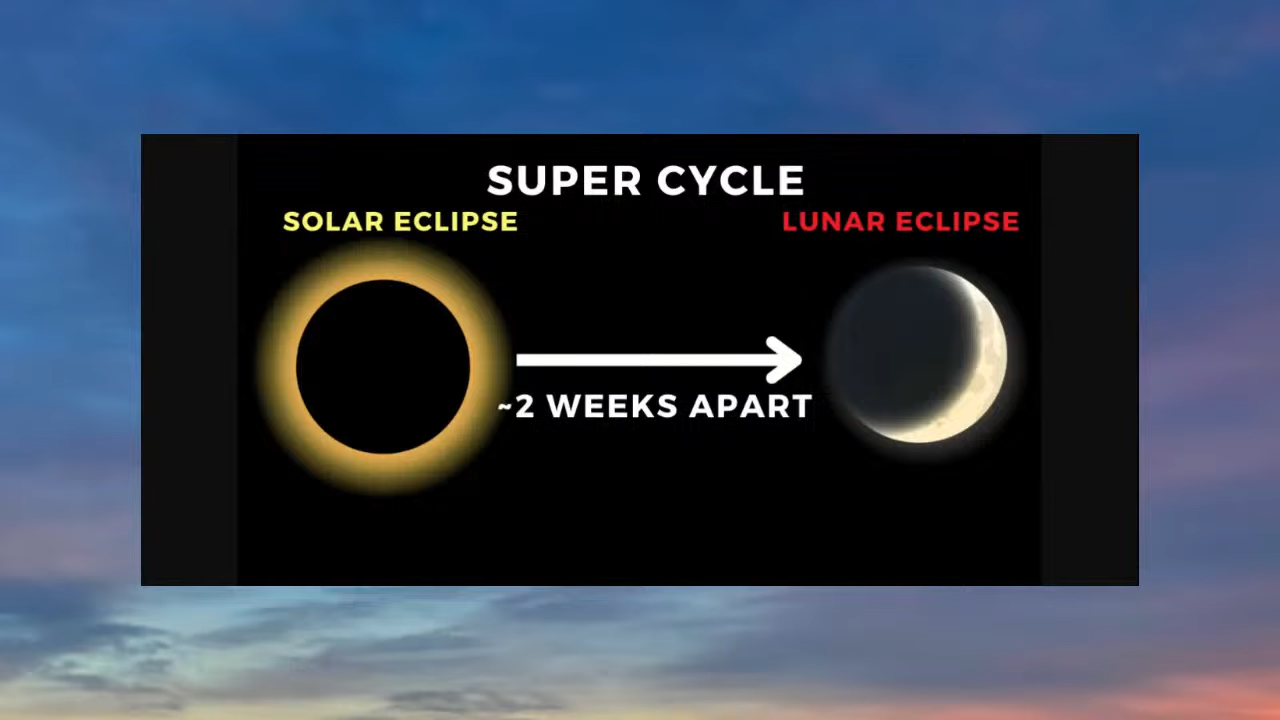 SUPER CYCLE
SOLAR ECLIPSE
LUNAR ECLIPSE
~2 WEEKS APART